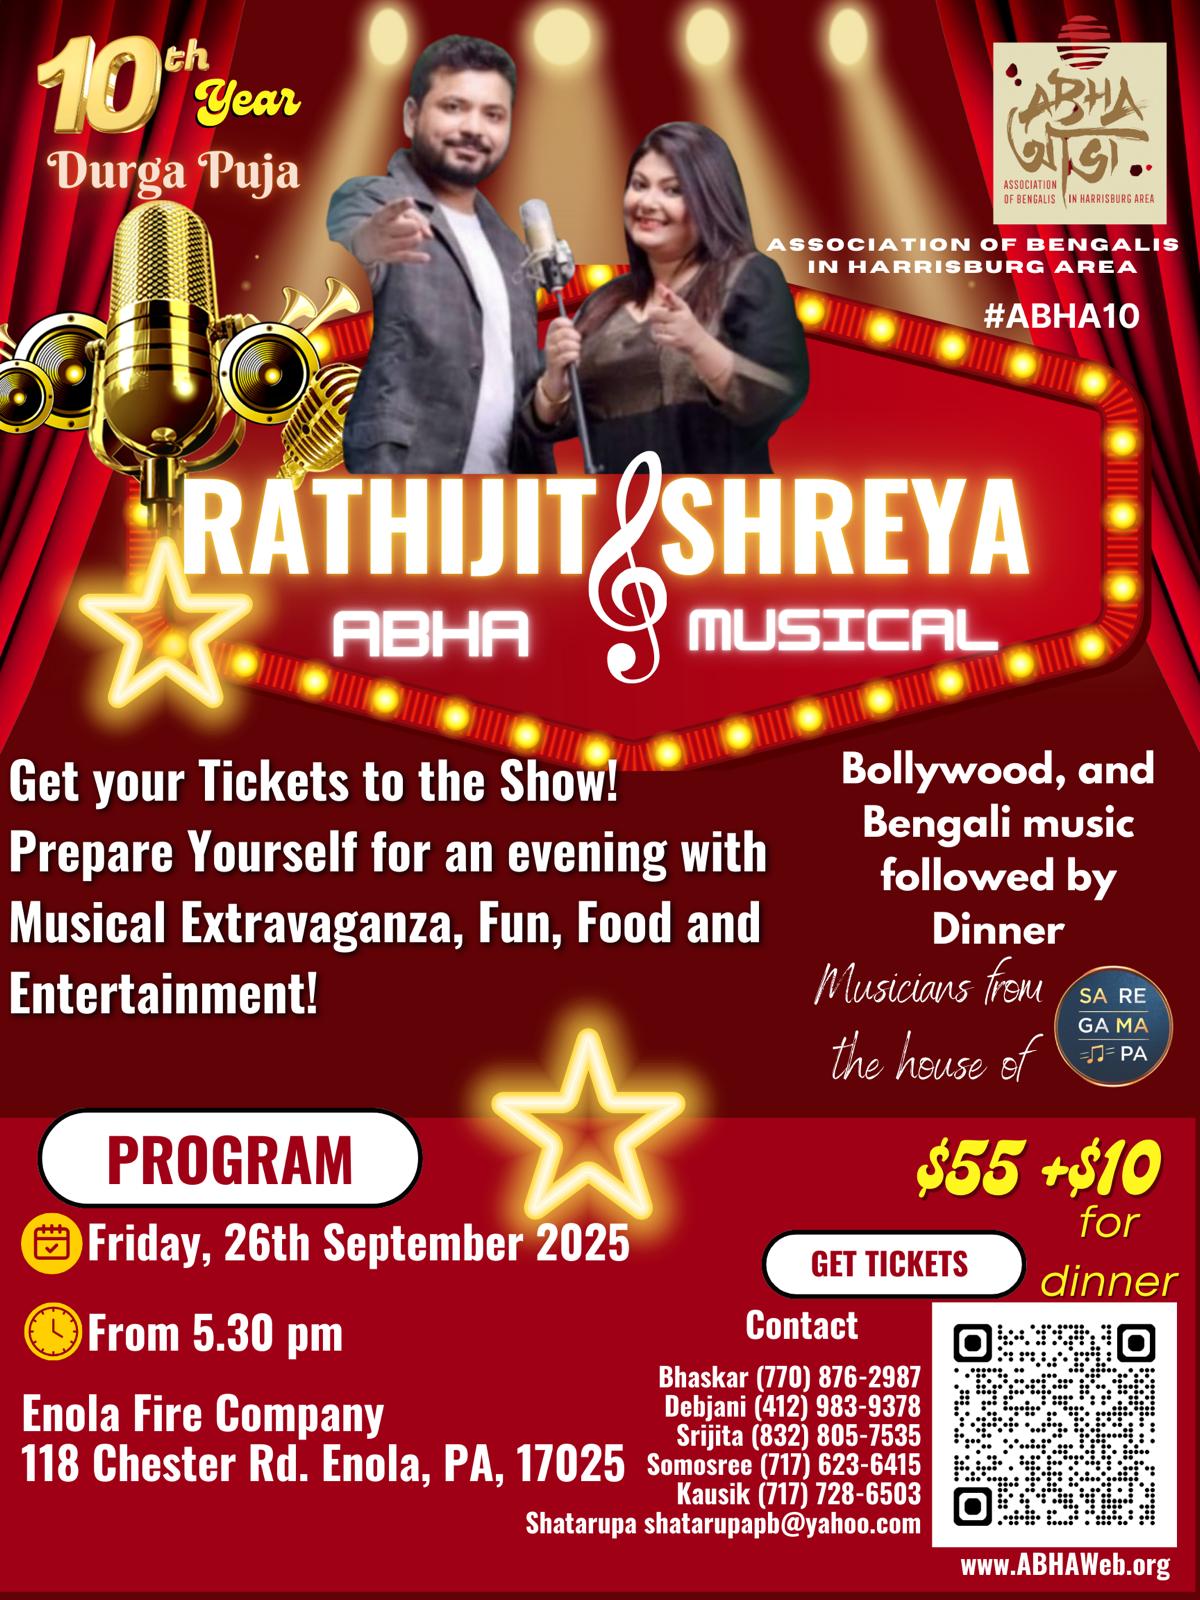 10th
Year
Durga Puja
ABHA
আড্ডা
ASSOCIATION
OF BENGALIS
IN HARRISBURG AREA
ASSOCIATION OF BENGALIS
IN HARRISBURG AREA
#ABHA10
RATHIJIT SHREYA
ABHA MUSICAL
Get your Tickets to the Show!
Prepare Yourself for an evening with
Musical Extravaganza, Fun, Food and
Entertainment!
Bollywood, and
Bengali music
followed by
Dinner
Musicians from
the house of
SA RE
GA MA
PA
PROGRAM
Friday, 26th September 2025
From 5.30 pm
Enola Fire Company
118 Chester Rd. Enola, PA, 17025
$55 +$10
for
dinner
GET TICKETS
Contact
Bhaskar (770) 876-2987
Debjani (412) 983-9378
Srijita (832) 805-7535
Somosree (717) 623-6415
Kausik (717) 728-6503
Shatarupa shatarupapb@yahoo.com
www.ABHAWeb.org